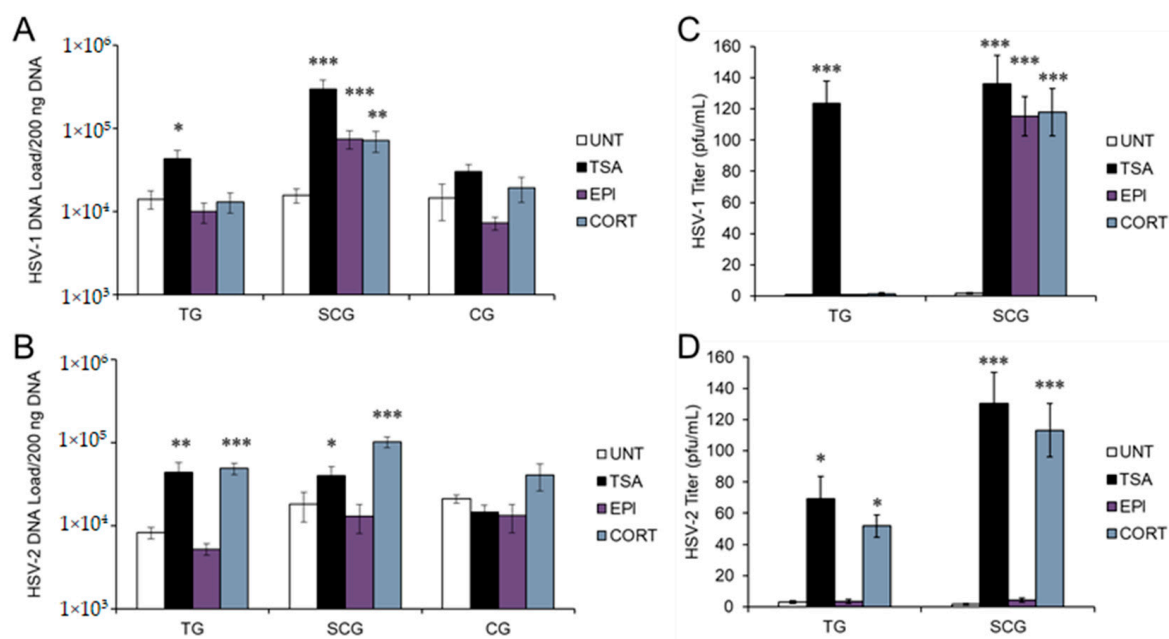 A
HSV-1 DNA Load/200 ng DNA
1×10⁶
1×10⁵
1×10⁴
1×10³
*
***
***
**
TG
SCG
CG
UNT
TSA
EPI
CORT
C
HSV-1 Titer (pfu/mL)
160
140
120
100
80
60
40
20
0
***
***
***
***
TG
SCG
UNT
TSA
EPI
CORT
B
HSV-2 DNA Load/200 ng DNA
1×10⁶
1×10⁵
1×10⁴
1×10³
**
***
*
***
TG
SCG
CG
UNT
TSA
EPI
CORT
D
HSV-2 Titer (pfu/mL)
160
140
120
100
80
60
40
20
0
*
*
***
***
TG
SCG
UNT
TSA
EPI
CORT